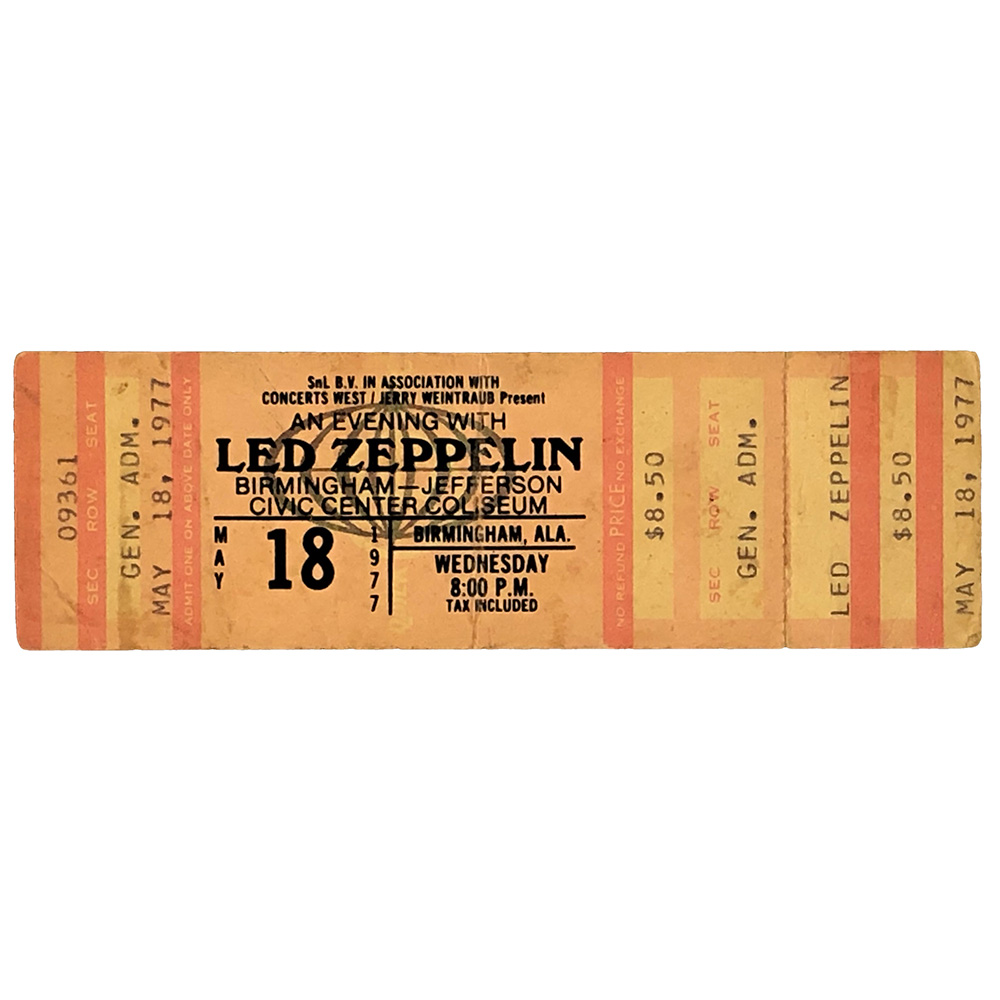 09361
SEC ROW SEAT
GEN. ADM.
MAY 18, 1977
ADMIT ONE ON ABOVE DATE ONLY
SnL B.V. IN ASSOCIATION WITH
CONCERTS WEST / JERRY WEINTRAUB Present
AN EVENING WITH
LED ZEPPELIN
BIRMINGHAM—JEFFERSON
CIVIC CENTER COLISEUM
MAY 18 1977
BIRMINGHAM, ALA.
WEDNESDAY
8:00 P.M.
TAX INCLUDED
NO REFUND PRICE NO EXCHANGE
$8.50
SEC ROW SEAT
GEN. ADM.
LED ZEPPELIN
$8.50
MAY 18, 1977